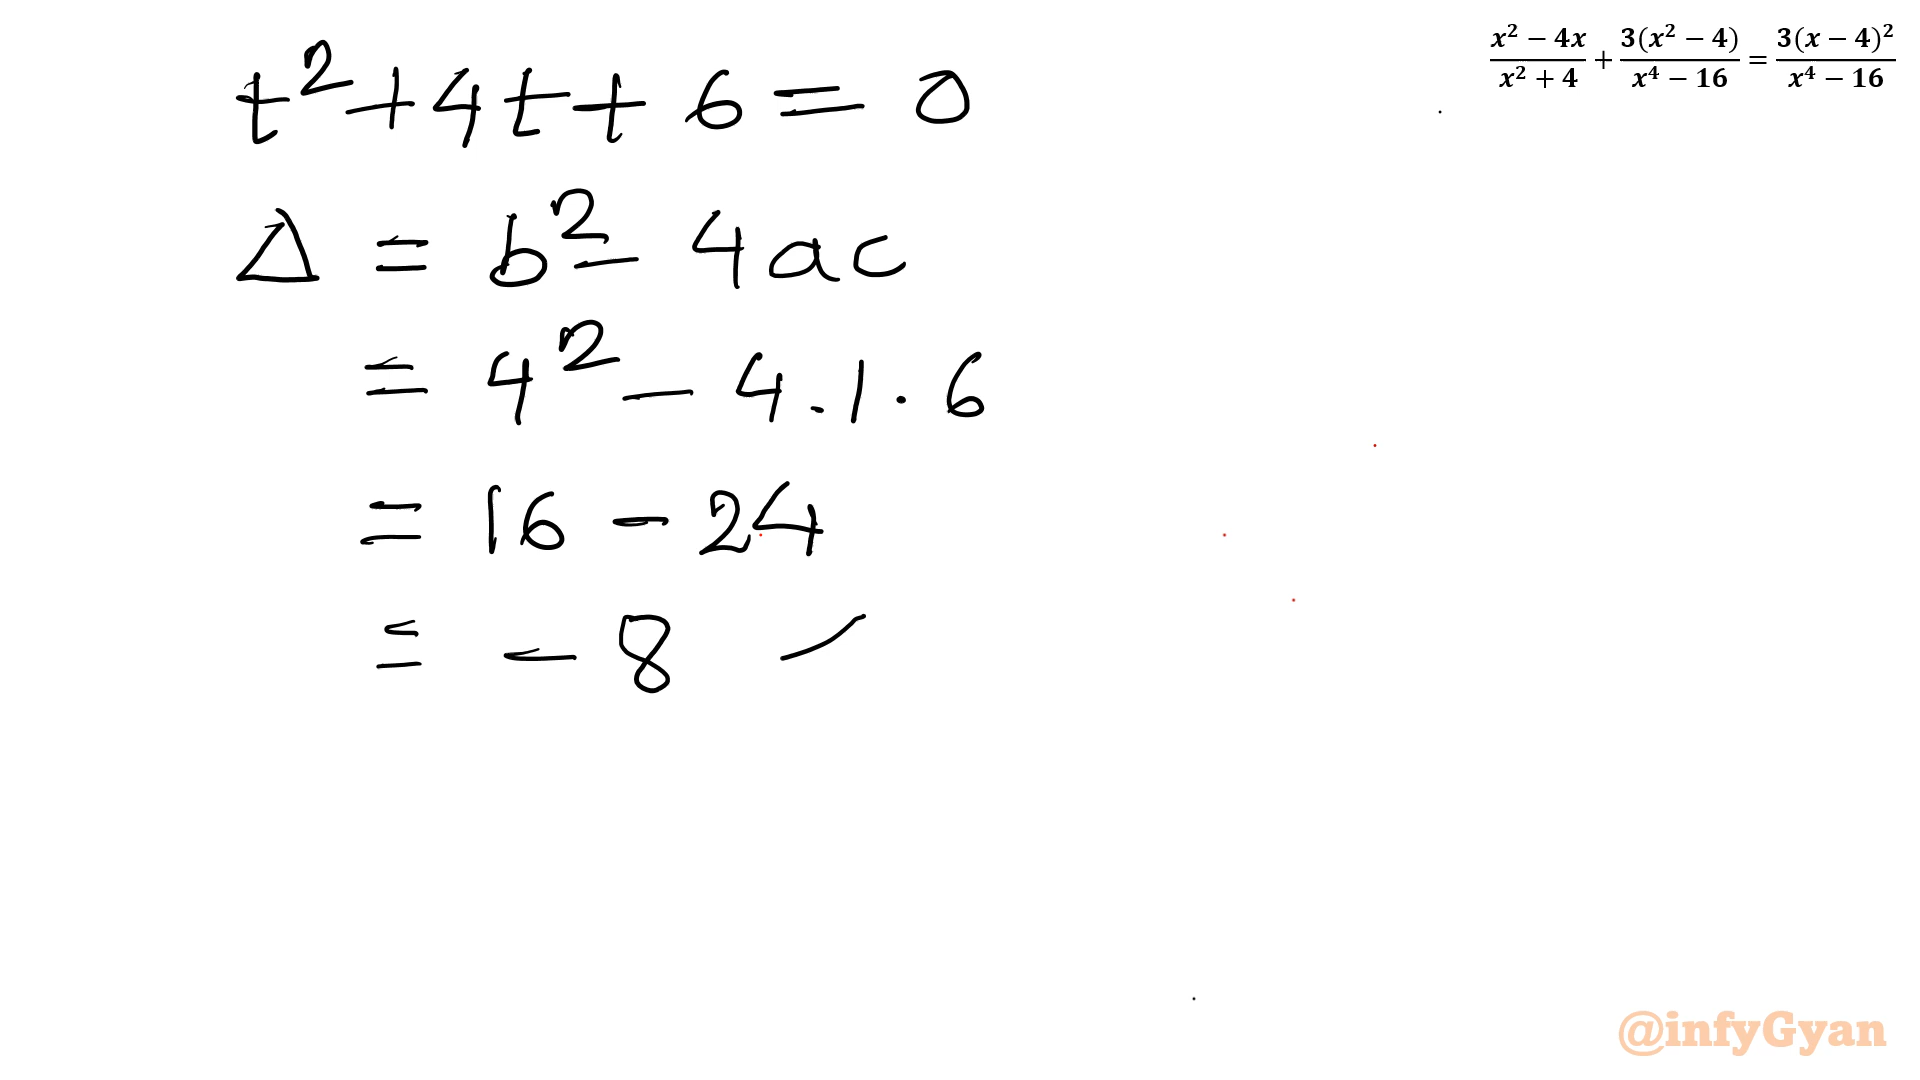 t² + 4t + 6 = 0
Δ = b² - 4ac
= 4² - 4.1.6
= 16 - 24
= - 8
x² − 4x / x² + 4 + 3(x² − 4) / x⁴ − 16 = 3(x − 4)² / x⁴ − 16
@infyGyan